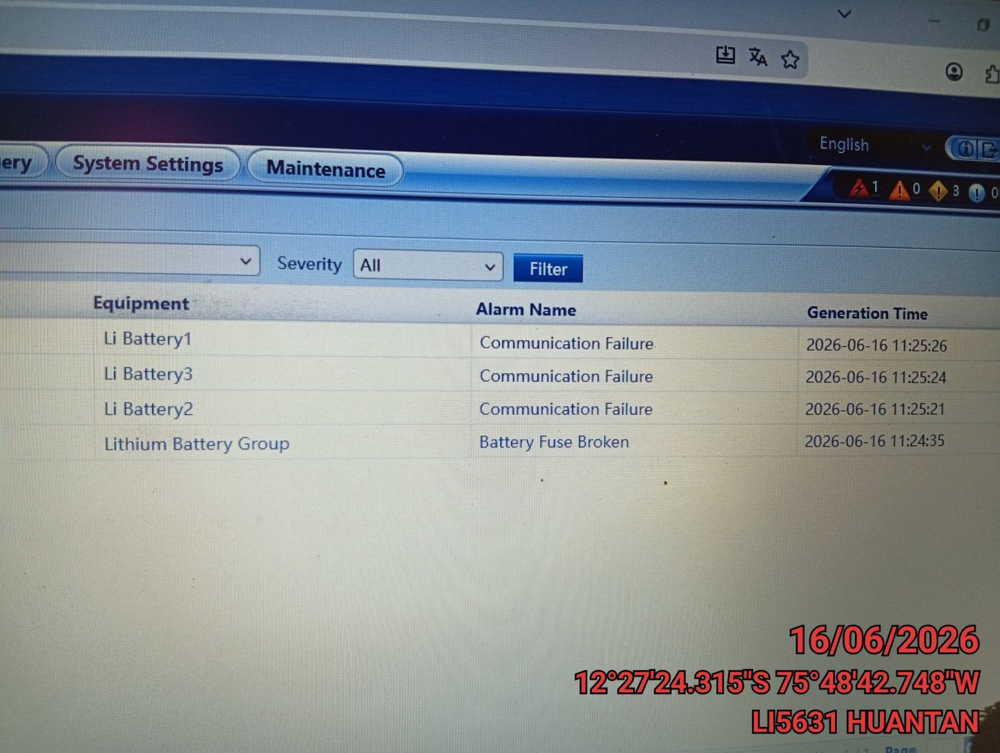 English
ery System Settings Maintenance
1 0 3 0
Severity All Filter
Equipment Alarm Name Generation Time
Li Battery1 Communication Failure 2026-06-16 11:25:26
Li Battery3 Communication Failure 2026-06-16 11:25:24
Li Battery2 Communication Failure 2026-06-16 11:25:21
Lithium Battery Group Battery Fuse Broken 2026-06-16 11:24:35
16/06/2026
12°27'24.315"S 75°48'42.748"W
LI5631 HUANTAN
Page